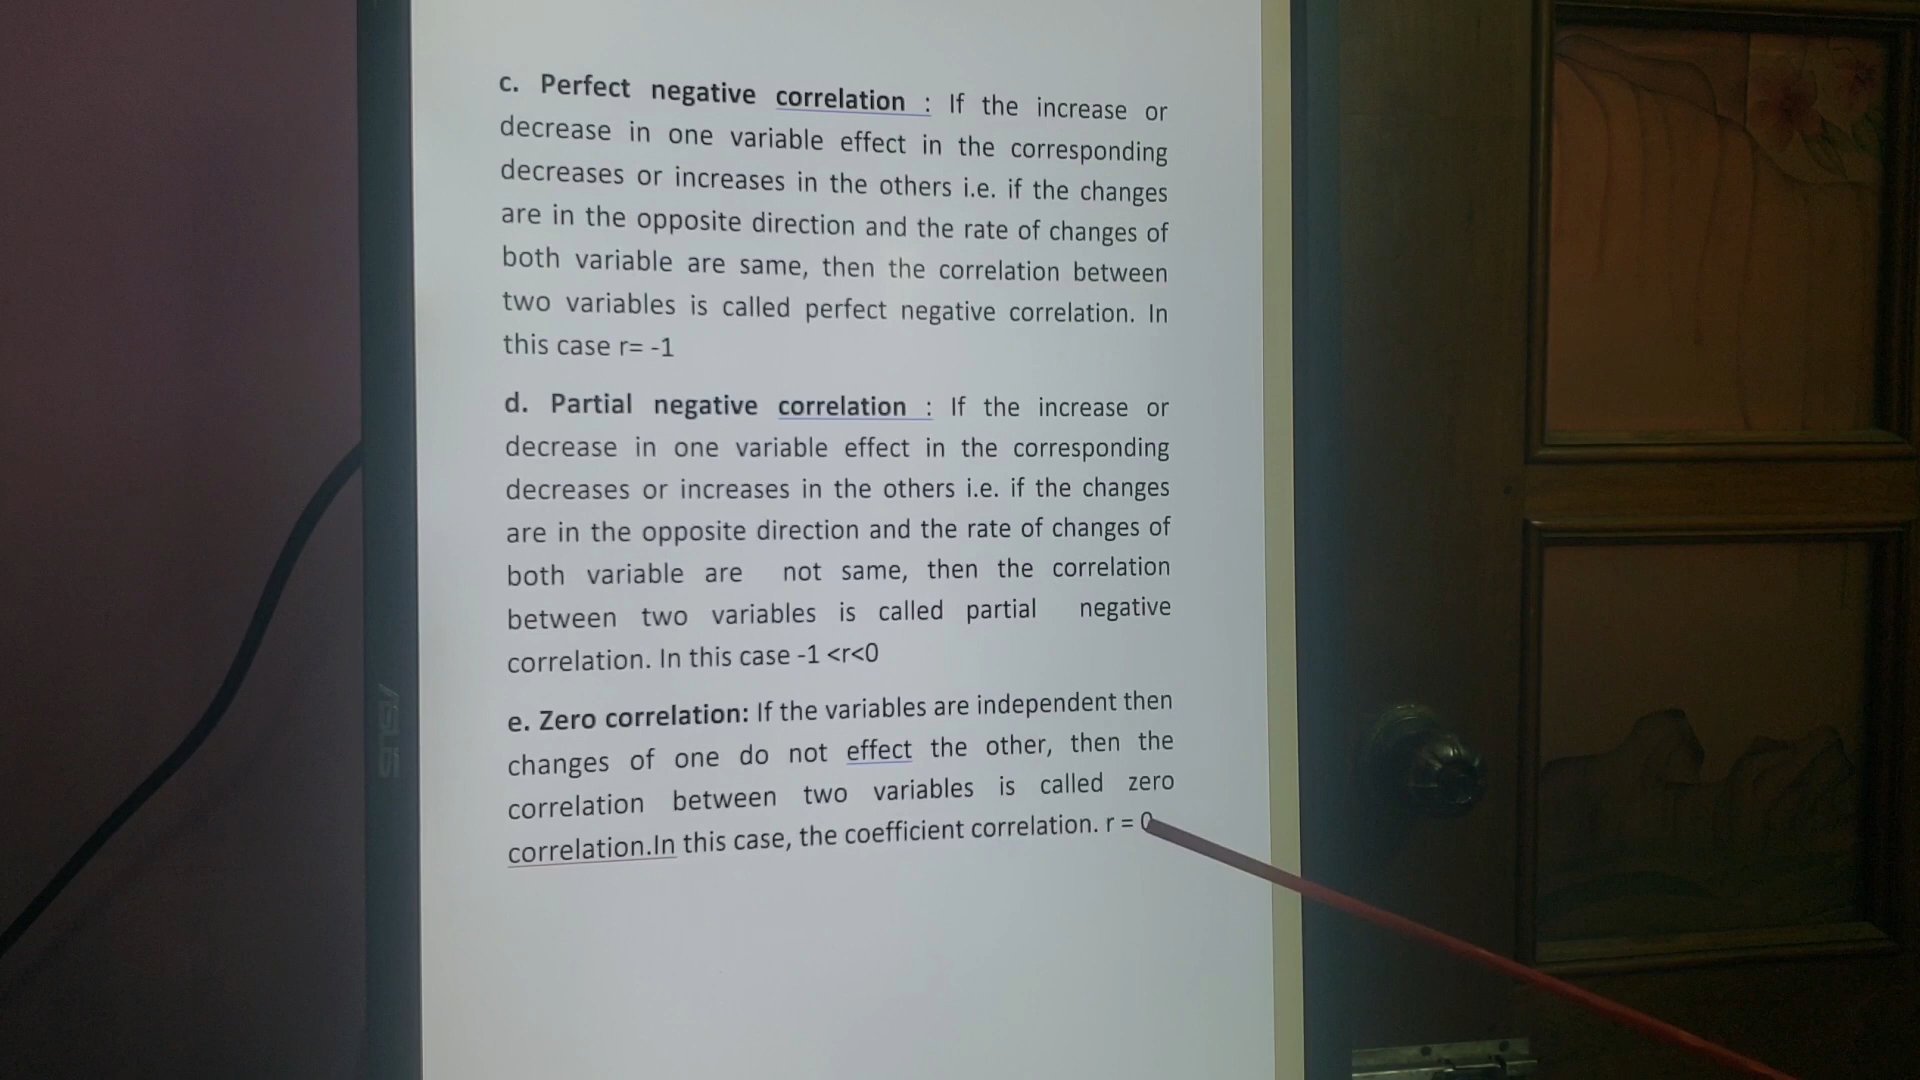 c. Perfect negative correlation : If the increase or
decrease in one variable effect in the corresponding
decreases or increases in the others i.e. if the changes
are in the opposite direction and the rate of changes of
both variable are same, then the correlation between
two variables is called perfect negative correlation. In
this case r= -1
d. Partial negative correlation : If the increase or
decrease in one variable effect in the corresponding
decreases or increases in the others i.e. if the changes
are in the opposite direction and the rate of changes of
both variable are not same, then the correlation
between two variables is called partial negative
correlation. In this case -1 <r<0
e. Zero correlation: If the variables are independent then
changes of one do not effect the other, then the
correlation between two variables is called zero
correlation.In this case, the coefficient correlation. r = 0
ASUS